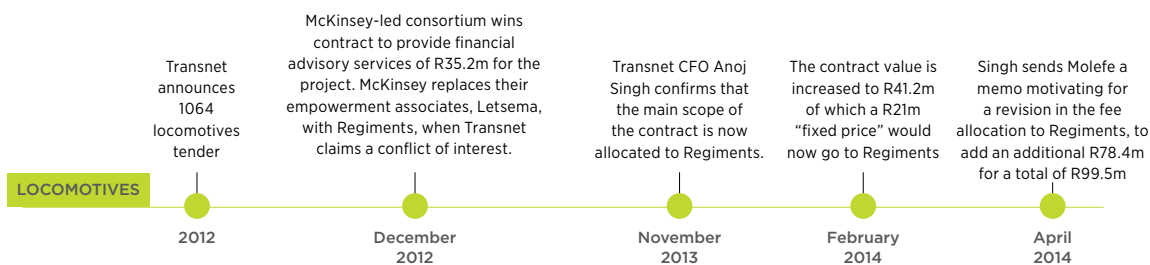 Transnet
announces
1064
locomotives
tender
McKinsey-led consortium wins
contract to provide financial
advisory services of R35.2m for the
project. McKinsey replaces their
empowerment associates, Letsema,
with Regiments, when Transnet
claims a conflict of interest.
Transnet CFO Anoj
Singh confirms that
the main scope of
the contract is now
allocated to Regiments.
The contract value is
increased to R41.2m
of which a R21m
“fixed price” would
now go to Regiments
Singh sends Molefe a
memo motivating for
a revision in the fee
allocation to Regiments, to
add an additional R78.4m
for a total of R99.5m
LOCOMOTIVES
2012
December
2012
November
2013
February
2014
April
2014